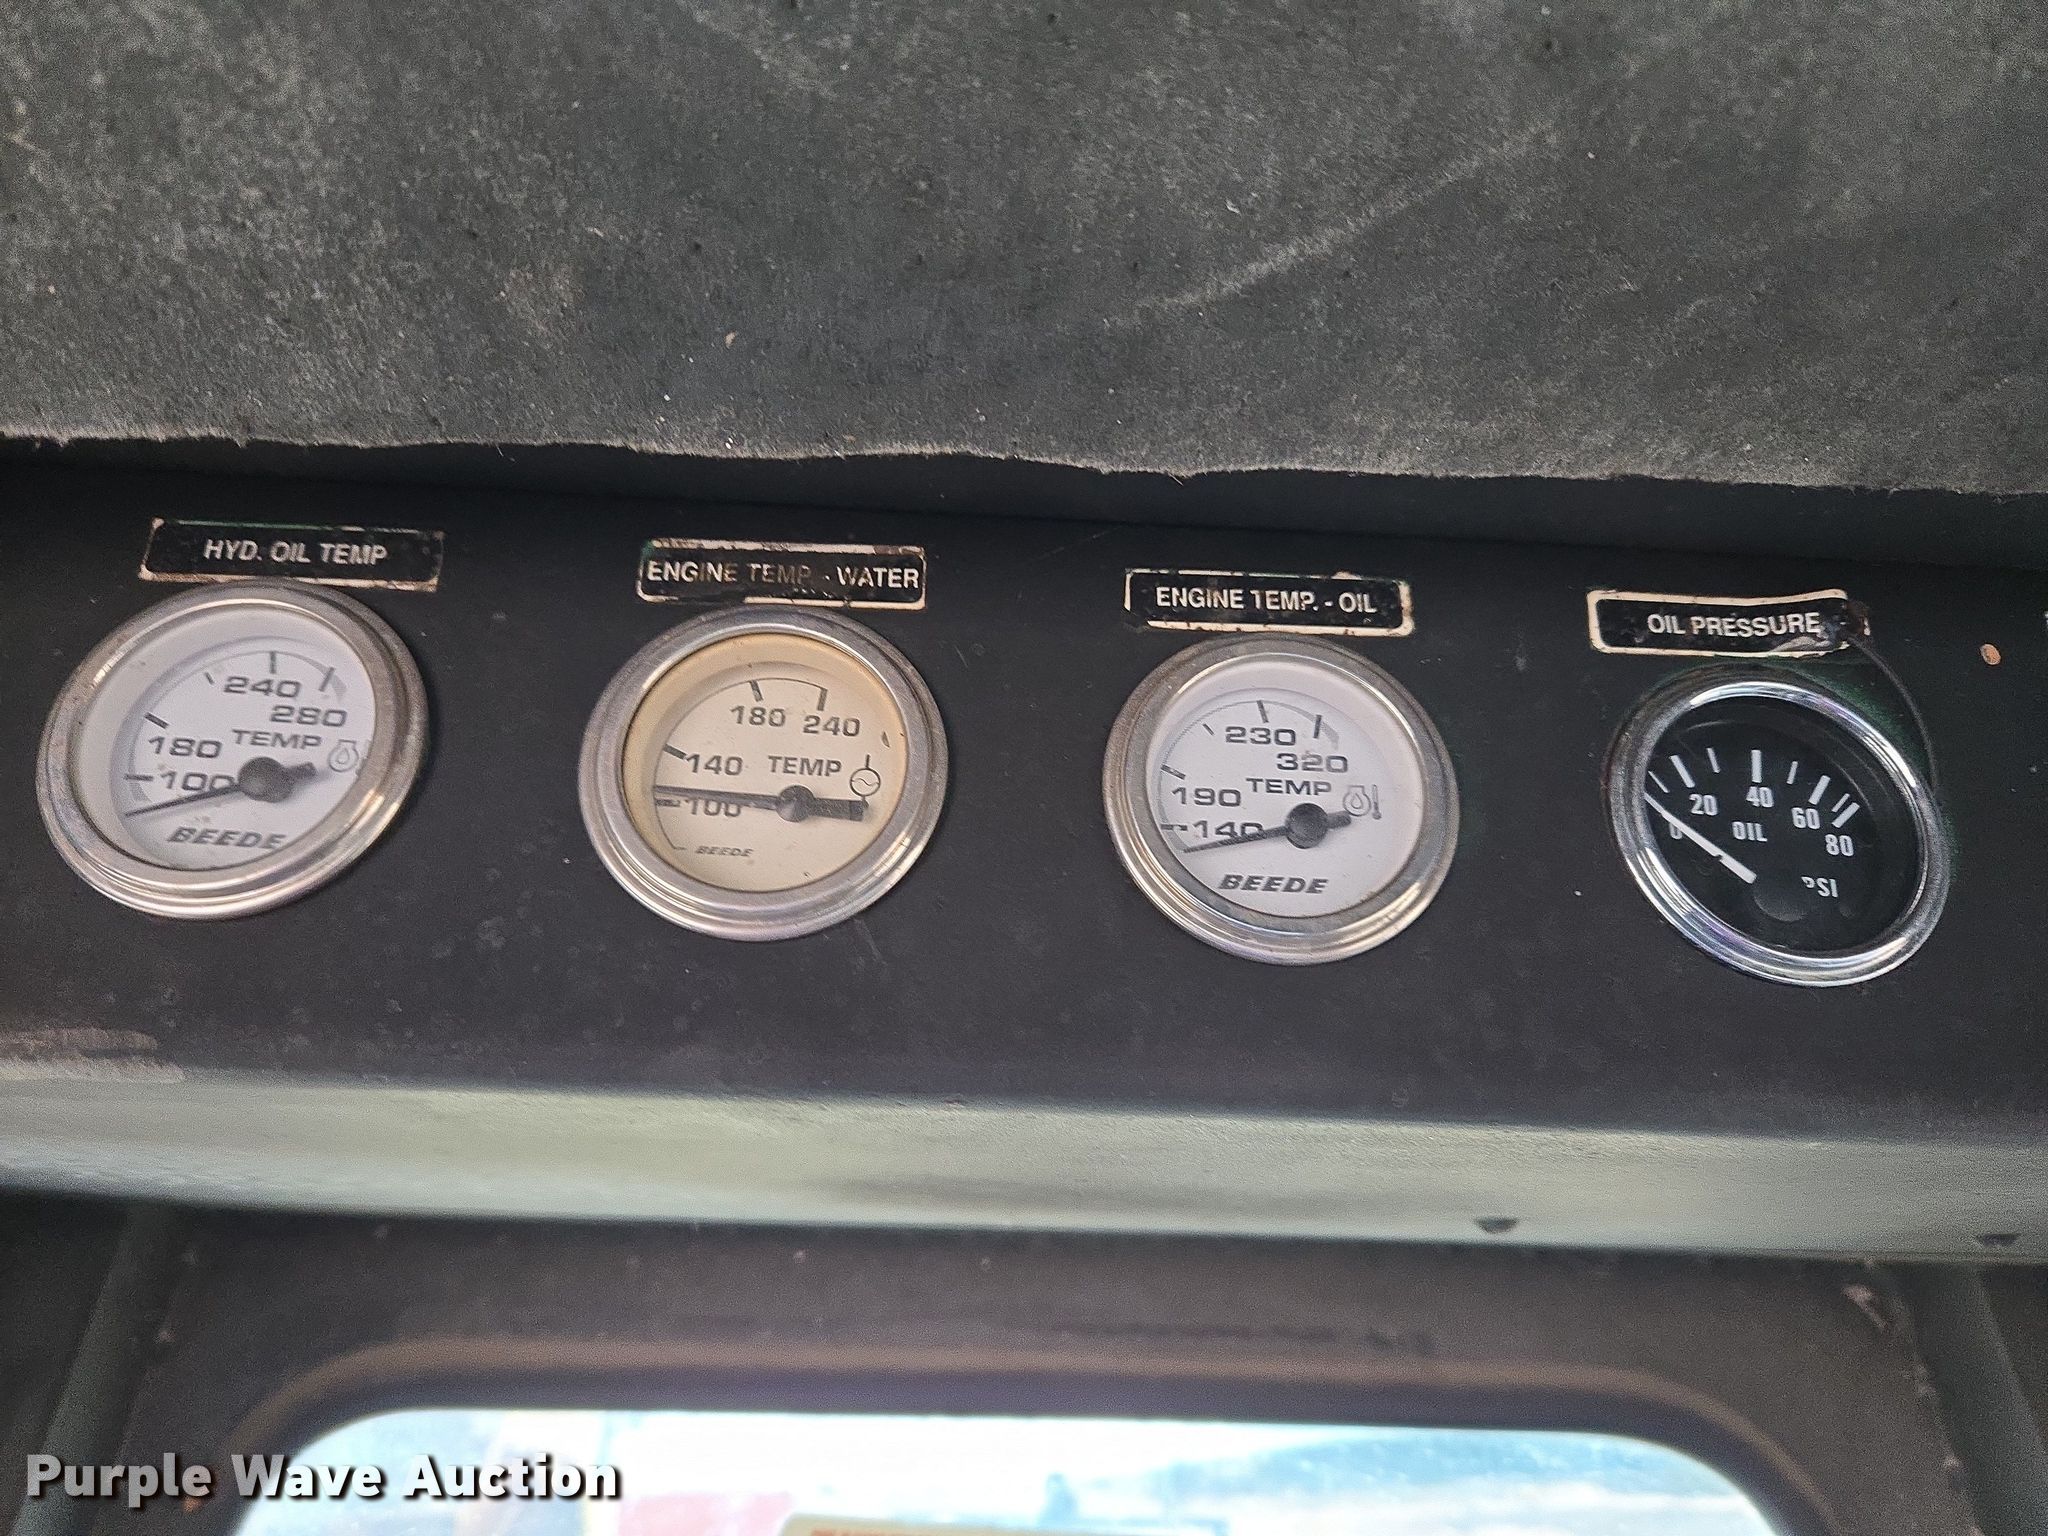 HYD. OIL TEMP
ENGINE TEMP. - WATER
ENGINE TEMP. - OIL
OIL PRESSURE
240
280
180
TEMP
100
BEEDE
180
240
140
TEMP
100
BEEDE
230
320
190
TEMP
140
BEEDE
0
20
40
60
80
OIL
PSI
Purple Wave Auction